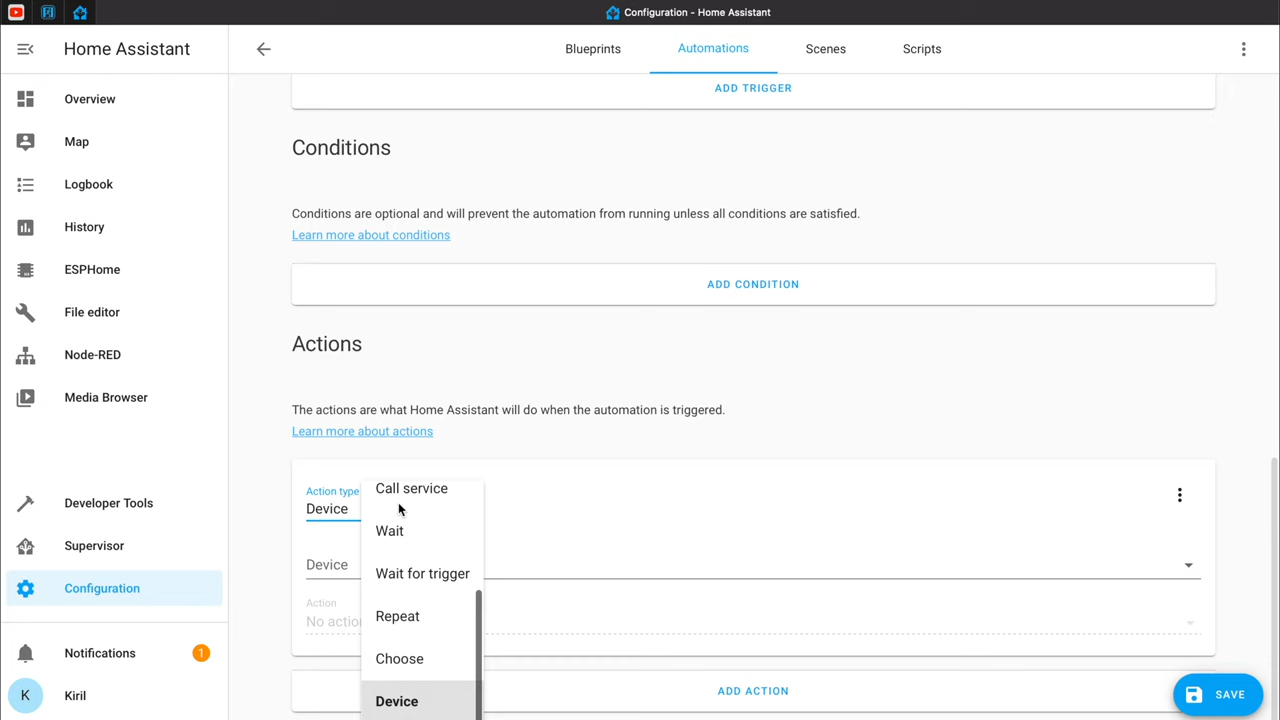 Configuration - Home Assistant
Home Assistant
Blueprints
Automations
Scenes
Scripts
Overview
Map
Logbook
History
ESPHome
File editor
Node-RED
Media Browser
Developer Tools
Supervisor
Configuration
Notifications
1
K
Kiril
ADD TRIGGER
Conditions
Conditions are optional and will prevent the automation from running unless all conditions are satisfied.
Learn more about conditions
ADD CONDITION
Actions
The actions are what Home Assistant will do when the automation is triggered.
Learn more about actions
Action type
Device
Call service
Wait
Wait for trigger
Repeat
Choose
Device
Device
Action
No actio
ADD ACTION
SAVE